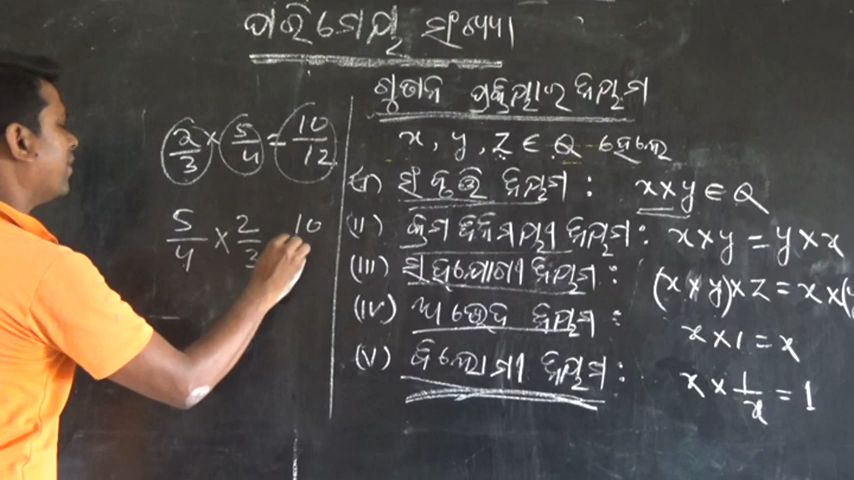 ପରିମେୟ ସଂଖ୍ୟା
ଗୁଣନ ପ୍ରକ୍ରିୟାର ନିୟମ
x, y, z ∈ Q ହେଲେ
2/3 × 5/4 = 10/12
5/4 × 2/3 10
(I) ସଂବୃତ୍ତି ନିୟମ : x × y ∈ Q
(II) କ୍ରମବିନିମୟୀ ନିୟମ : x × y = y × x
(III) ସହଯୋଗୀ ନିୟମ : (x × y) × z = x × (y
(IV) ଅଭେଦ ନିୟମ : x × 1 = x
(V) ବିଲୋମୀ ନିୟମ : x × 1/x = 1